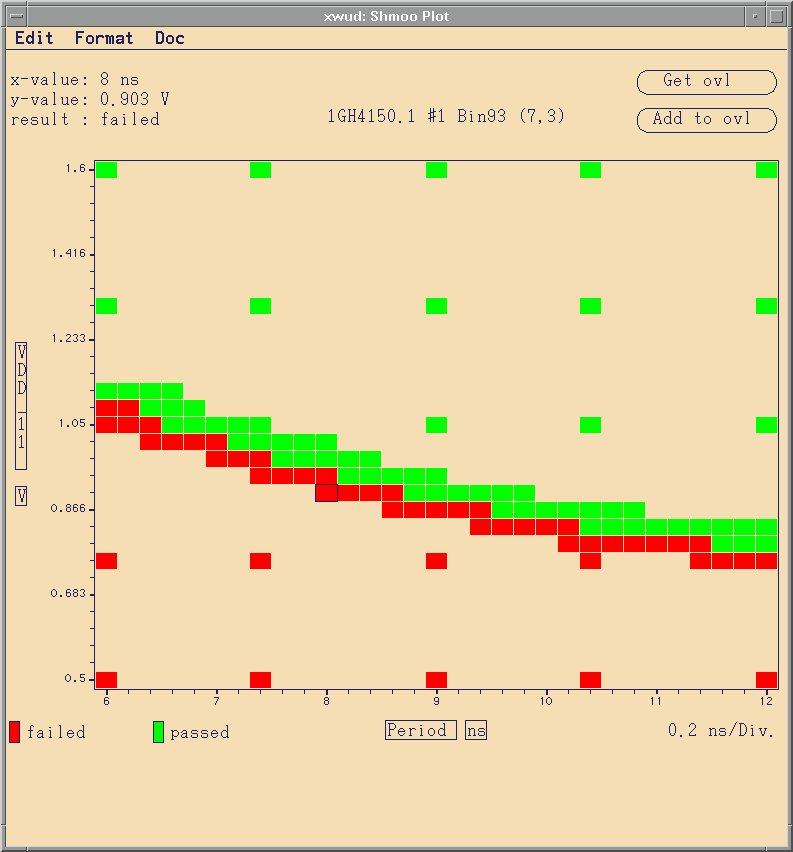 xwud: Shmoo Plot
Edit Format Doc
x-value: 8 ns
y-value: 0.903 V
result : failed
1GH4150.1 #1 Bin93 (7,3)
Get ovl
Add to ovl
1.6
1.416
1.233
1.05
0.866
0.683
0.5
VDD_11
V
6 7 8 9 10 11 12
failed
passed
Period ns
0.2 ns/Div.